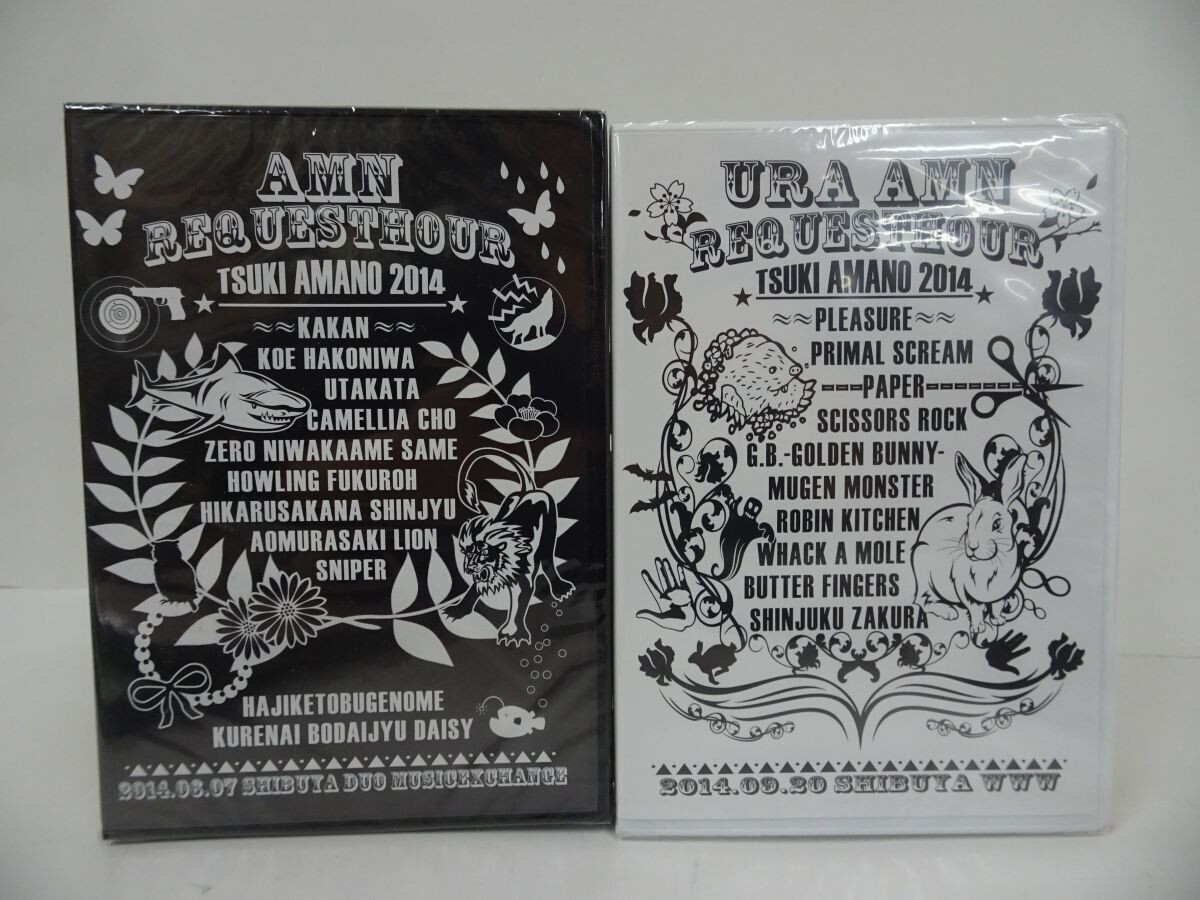 AMN
REQUESTHOUR
TSUKI AMANO 2014
≈≈KAKAN≈≈
KOE HAKONIWA
UTAKATA
CAMELLIA CHO
ZERO NIWAKAAME SAME
HOWLING FUKUROH
HIKARUSAKANA SHINJYU
AOMURASAKI LION
SNIPER
HAJIKETOBUGENOME
KURENAI BODAIJYU DAISY
2014.06.07 SHIBUYA DUO MUSICEXCHANGE
URA AMN
REQUESTHOUR
TSUKI AMANO 2014
≈≈PLEASURE≈≈
PRIMAL SCREAM
---PAPER---------
SCISSORS ROCK
G.B.-GOLDEN BUNNY-
MUGEN MONSTER
ROBIN KITCHEN
WHACK A MOLE
BUTTER FINGERS
SHINJUKU ZAKURA
2014.09.20 SHIBUYA WWW